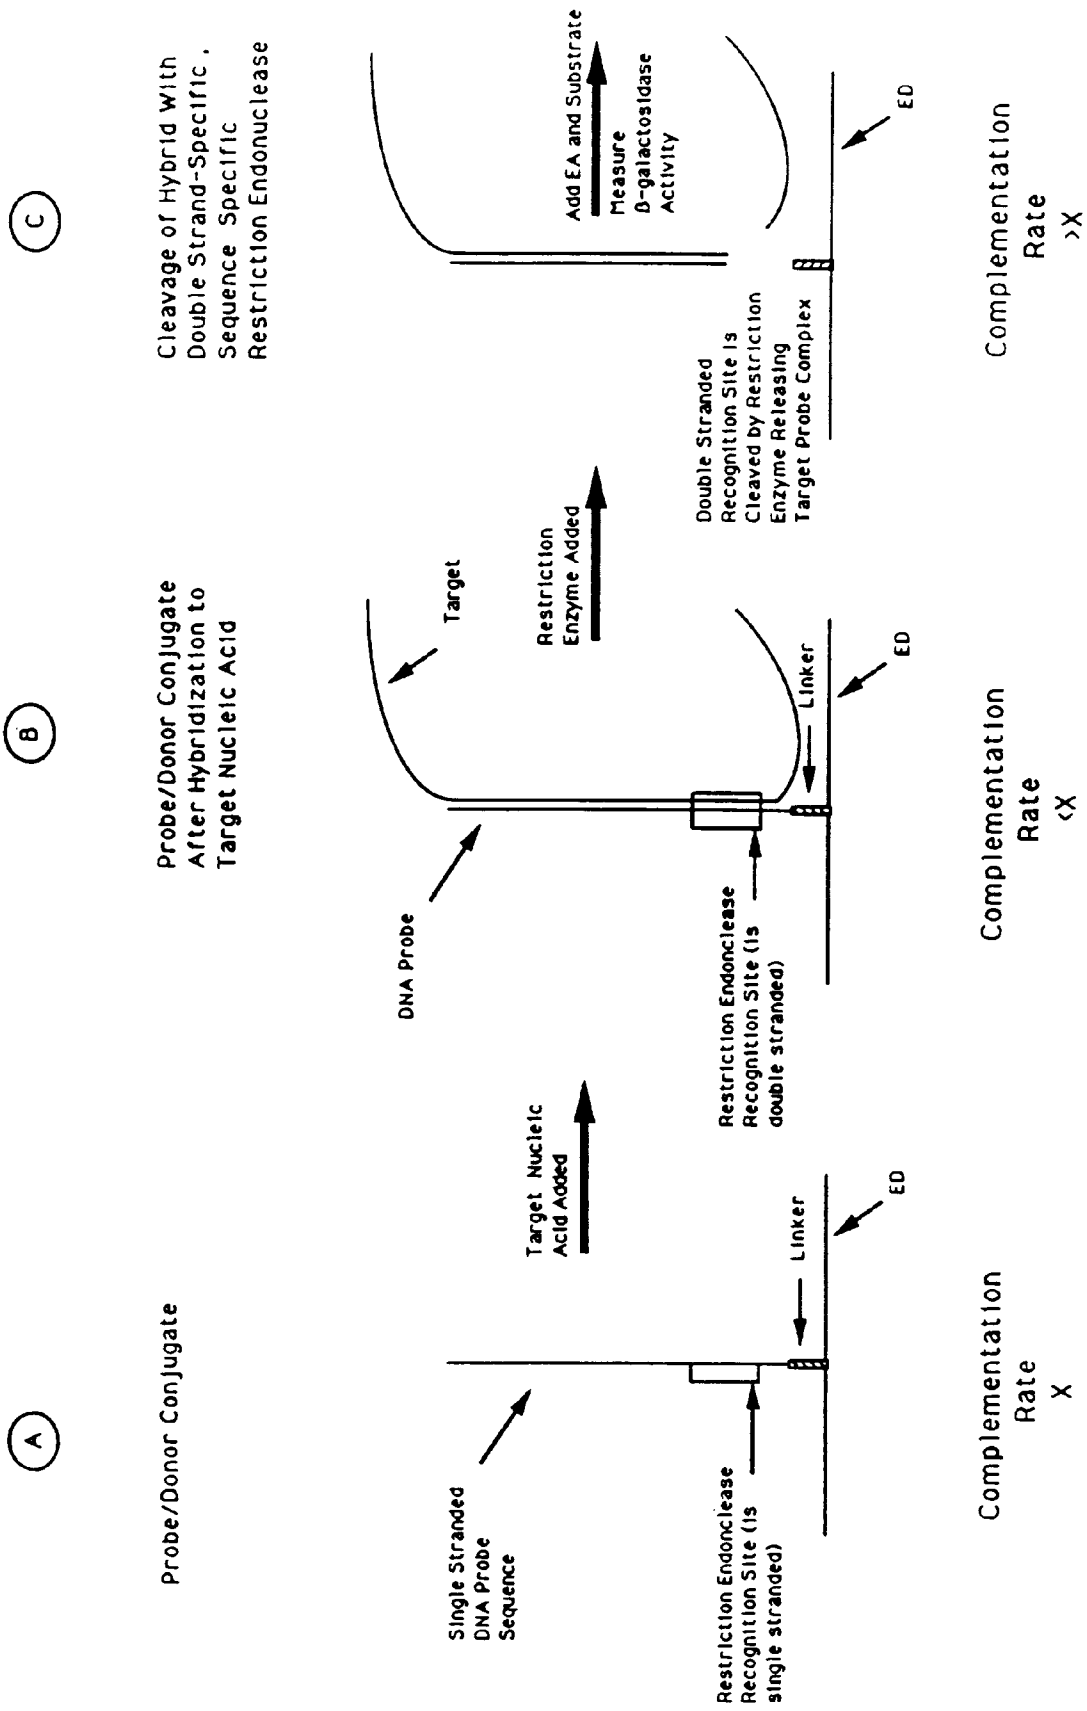 A
Probe/Donor Conjugate
Single Stranded
DNA Probe
Sequence
Restriction Endonclease
Recognition Site (is
single stranded)
Linker
ED
Complementation
Rate
X
Target Nucleic
Acid Added
B
Probe/Donor Conjugate
After Hybridization to
Target Nucleic Acid
DNA Probe
Target
Restriction Endonclease
Recognition Site (is
double stranded)
Linker
ED
Complementation
Rate
<X
Restriction
Enzyme Added
C
Cleavage of Hybrid With
Double Strand-Specific,
Sequence Specific
Restriction Endonuclease
Double Stranded
Recognition Site is
Cleaved by Restriction
Enzyme Releasing
Target Probe Complex
Add EA and Substrate
Measure
β-galactosidase
Activity
ED
Complementation
Rate
>X